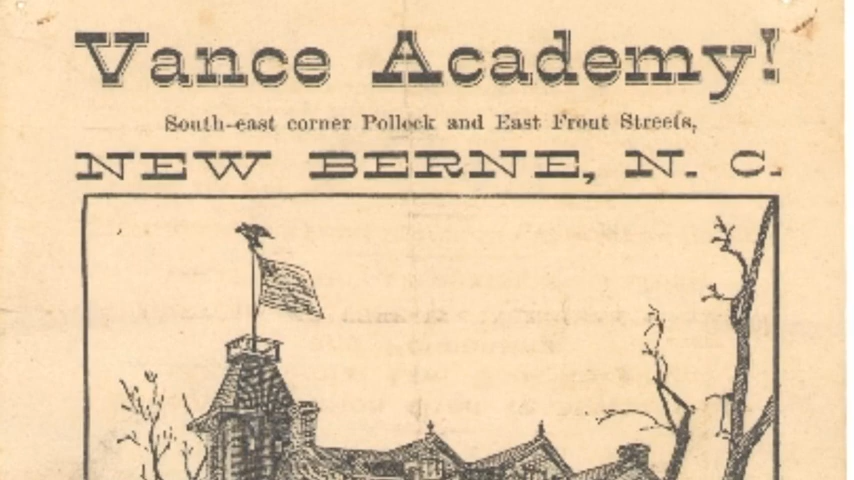 Vance Academy!
South-east corner Pollock and East Front Streets,
NEW BERNE, N. C.